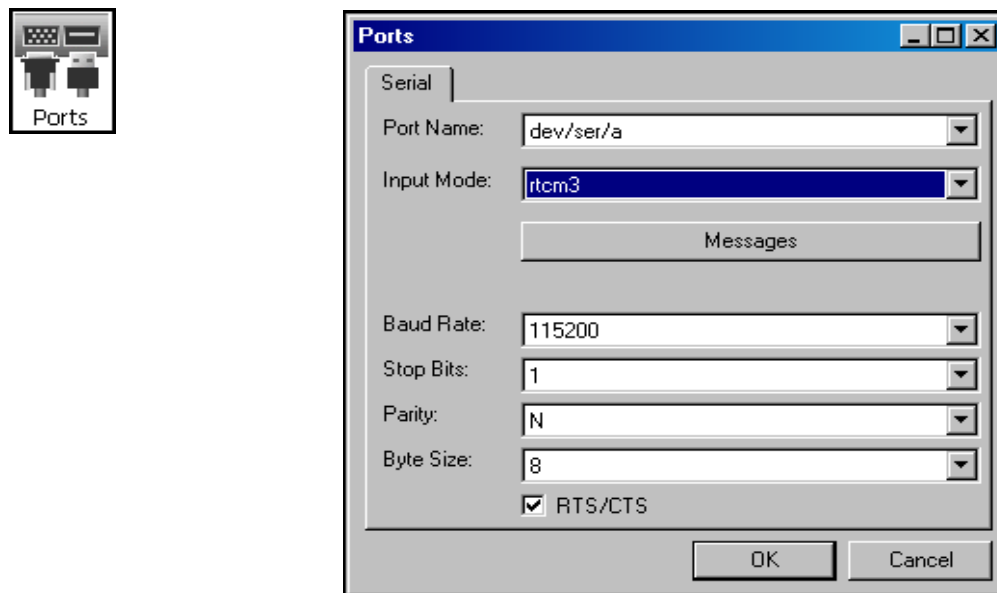 Ports
Ports
Serial
Port Name: dev/ser/a
Input Mode: rtcm3
Messages
Baud Rate: 115200
Stop Bits: 1
Parity: N
Byte Size: 8
RTS/CTS
OK Cancel